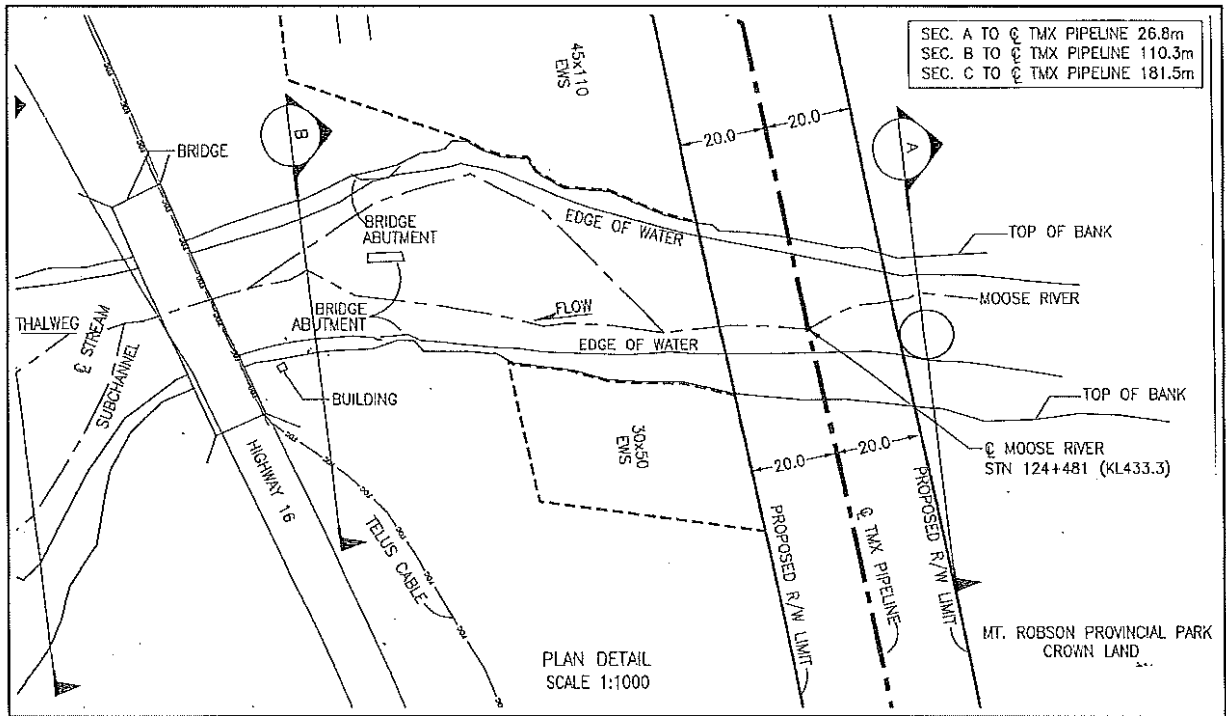 SEC. A TO ℄ TMX PIPELINE 26.8m
SEC. B TO ℄ TMX PIPELINE 110.3m
SEC. C TO ℄ TMX PIPELINE 181.5m
45x110
EWS
B
BRIDGE
20.0
20.0
A
BRIDGE
ABUTMENT
EDGE OF WATER
TOP OF BANK
MOOSE RIVER
THALWEG
BRIDGE
ABUTMENT
FLOW
EDGE OF WATER
℄ STREAM
SUBCHANNEL
BUILDING
TOP OF BANK
30x50
EWS
20.0
20.0
℄ MOOSE RIVER
STN 124+481 (KL433.3)
HIGHWAY 16
TELUS CABLE
PROPOSED R/W LIMIT
℄ TMX PIPELINE
PROPOSED R/W LIMIT
MT. ROBSON PROVINCIAL PARK
CROWN LAND
PLAN DETAIL
SCALE 1:1000